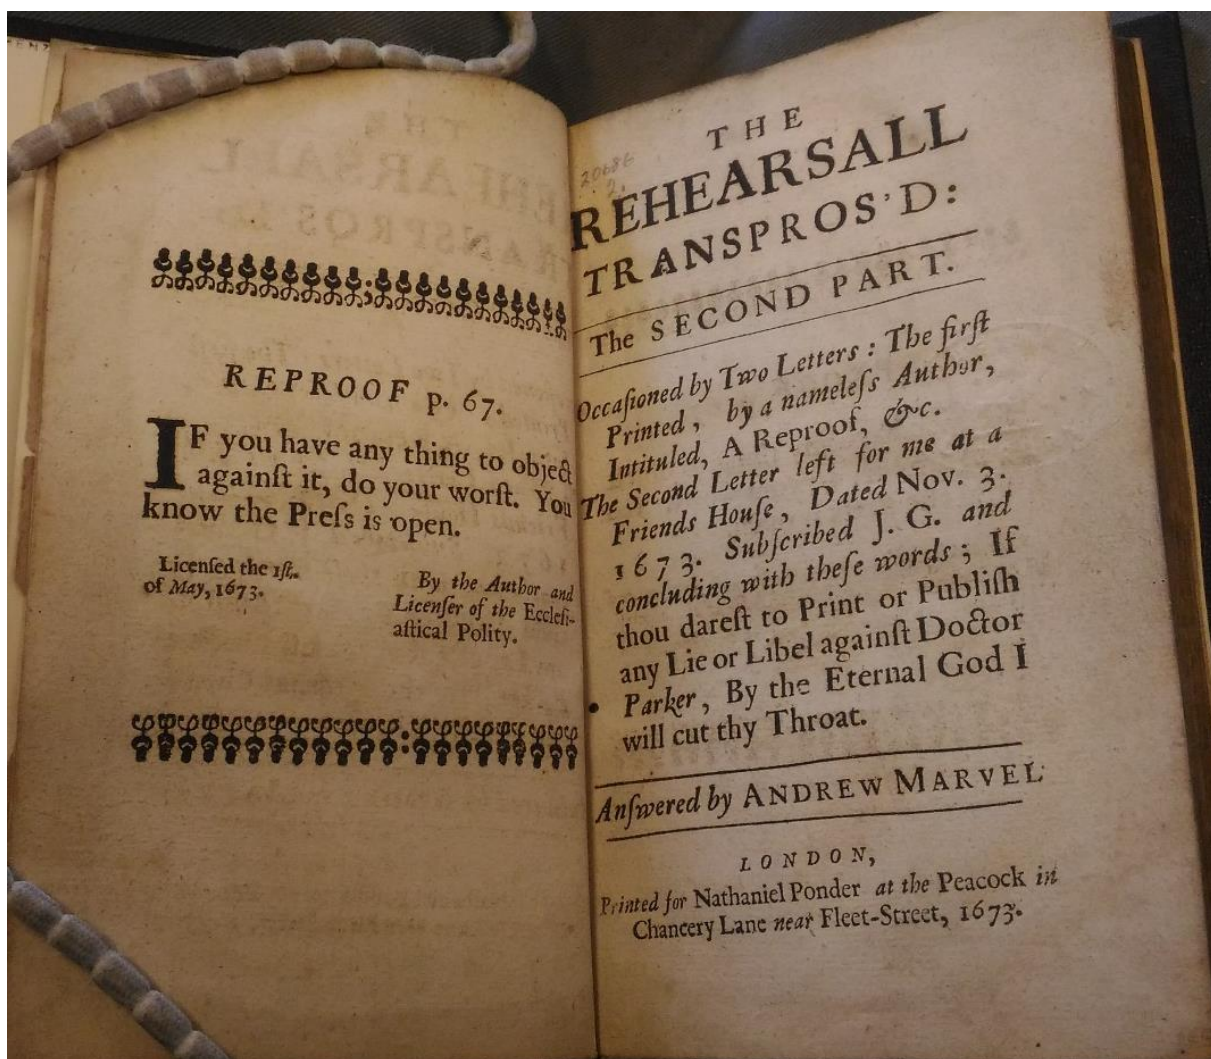 REPROOF p. 67.
IF you have any thing to object
againſt it, do your worſt. You
know the Preſs is open.
Licenſed the 1ſt.
of May, 1673.
By the Author and
Licenſer of the Eccleſi-
aſtical Polity.
THE
REHEARSALL
TRANSPROS'D:
The SECOND PART.
Occaſioned by Two Letters: The firſt
Printed, by a nameleſs Author,
Intituled, A Reproof, &c.
The Second Letter left for me at a
Friends Houſe, Dated Nov. 3.
1673. Subſcribed J. G. and
concluding with theſe words; If
thou dareſt to Print or Publiſh
any Lie or Libel againſt Doctor
Parker, By the Eternal God I
will cut thy Throat.
Anſwered by ANDREW MARVEL
LONDON,
Printed for Nathaniel Ponder at the Peacock in
Chancery Lane near Fleet-Street, 1673.